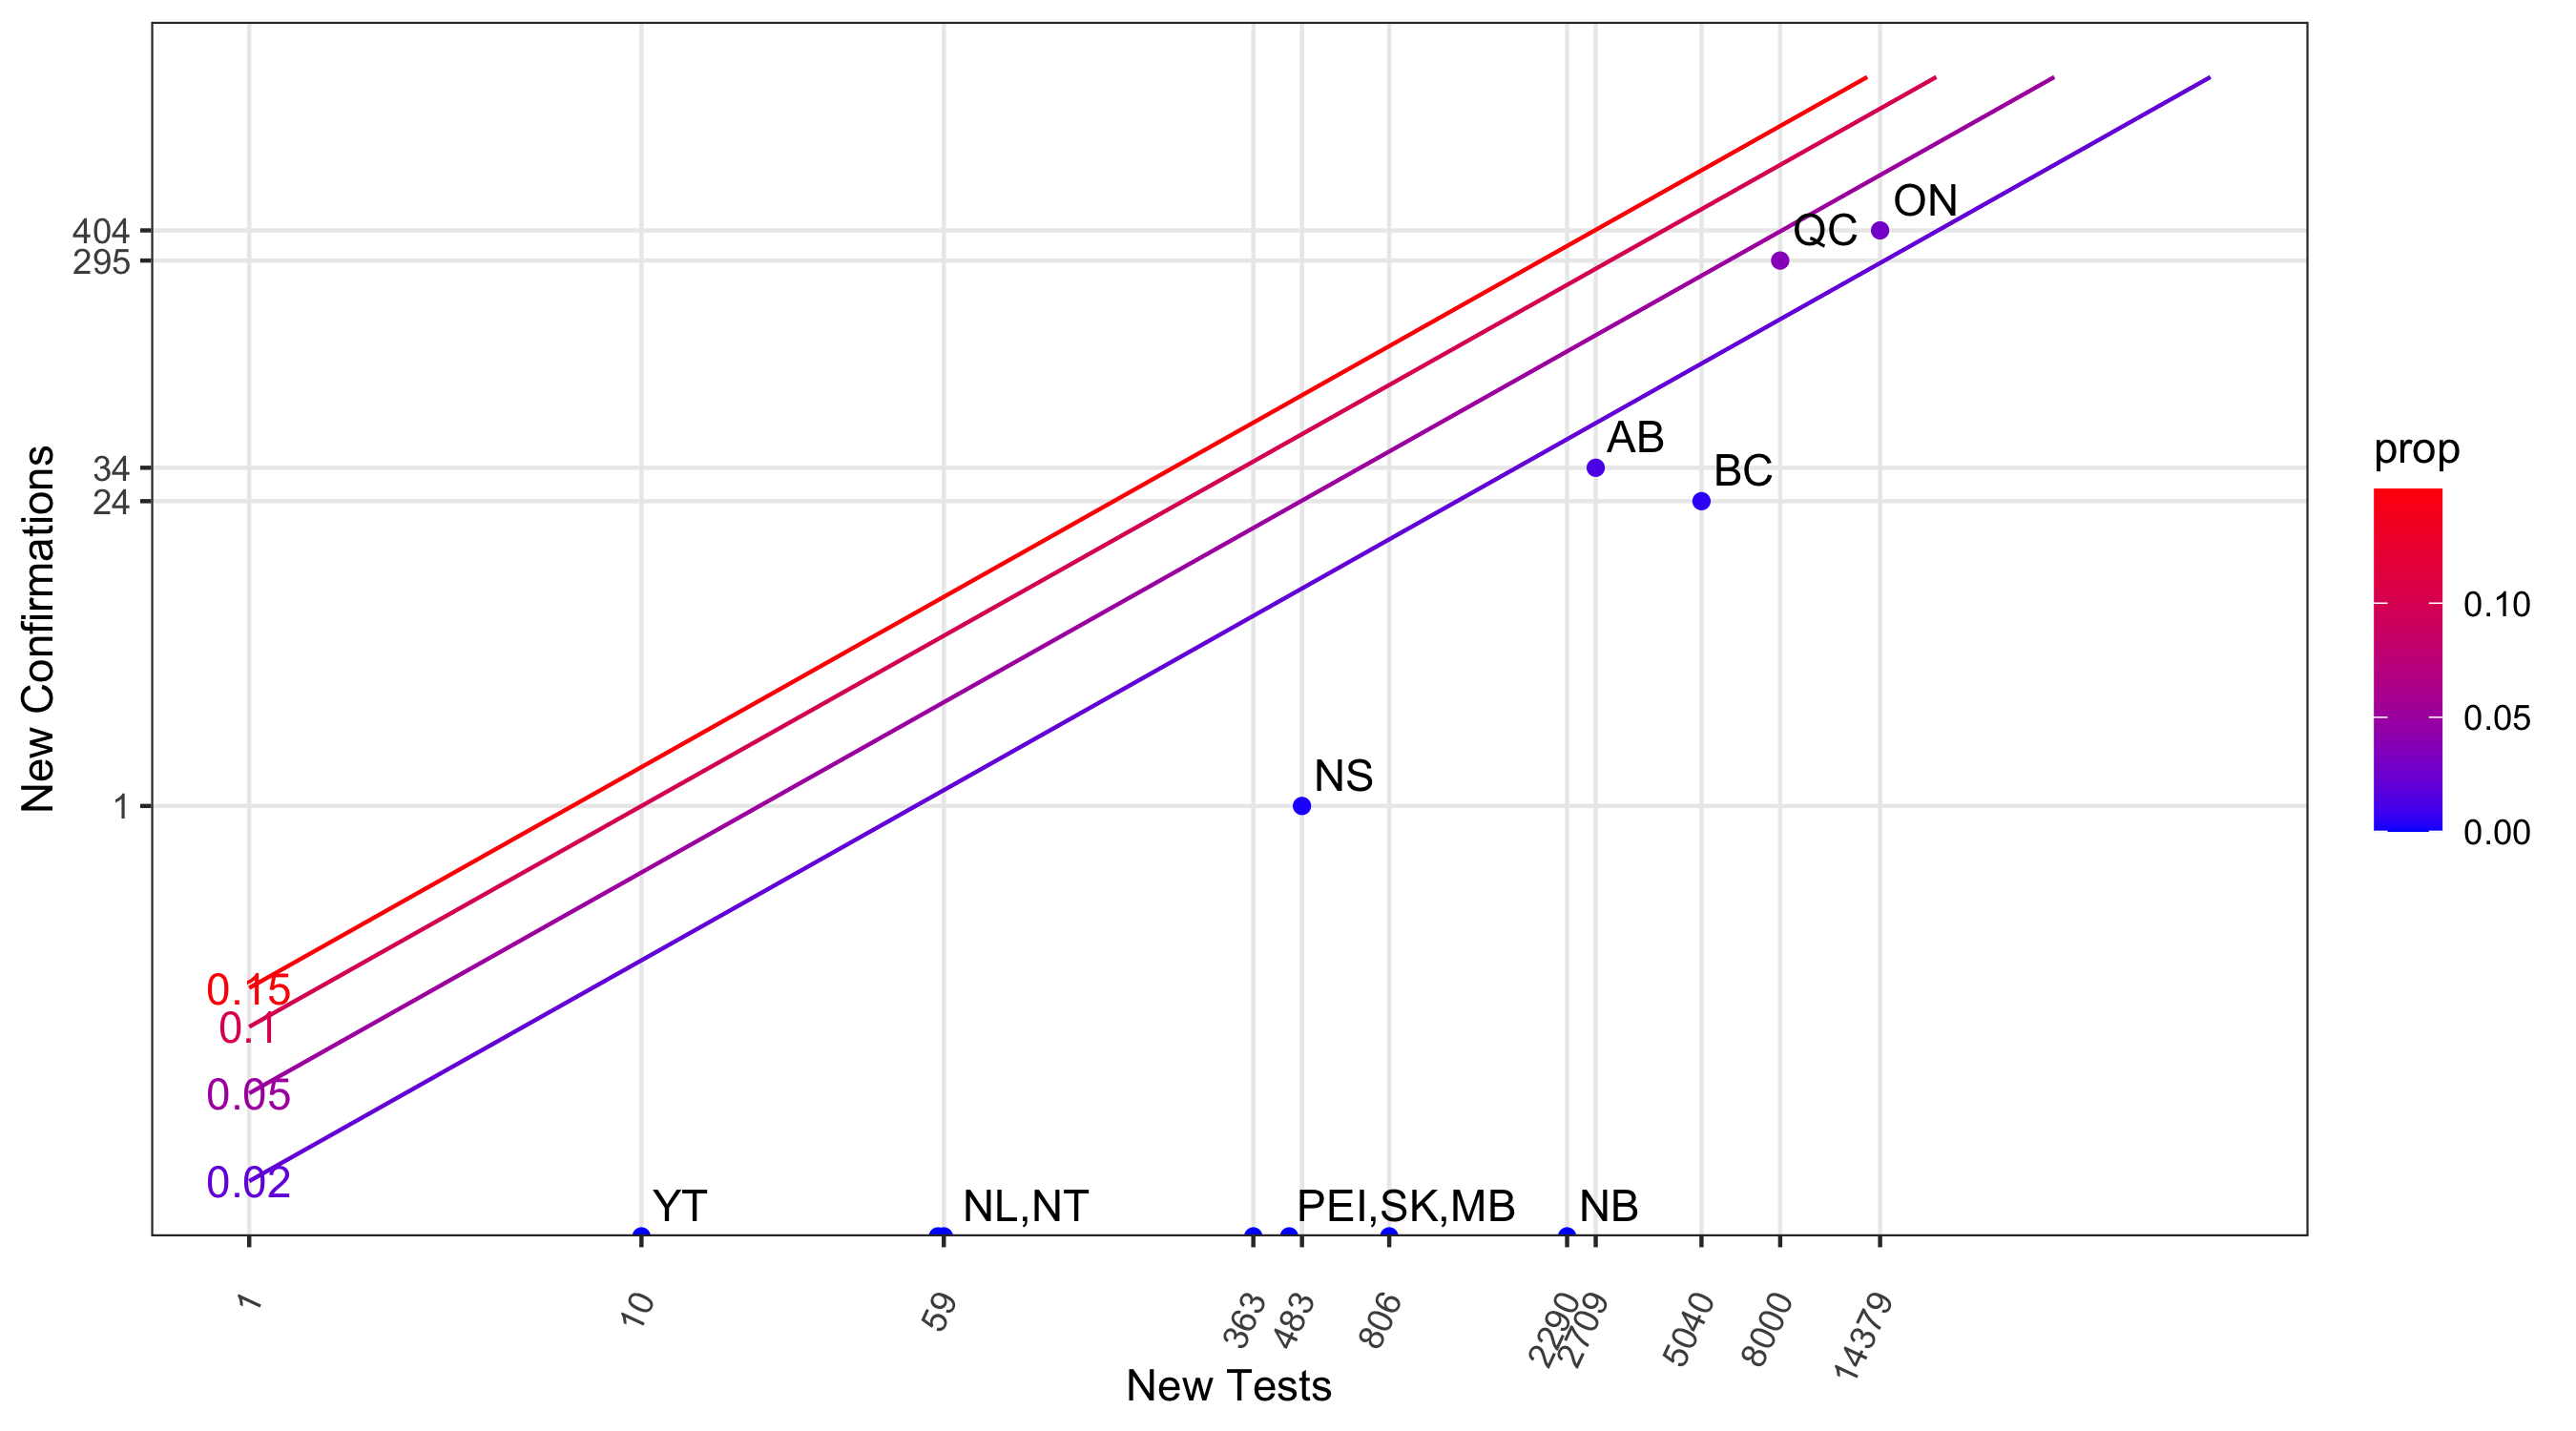 404
295
34
24
1
New Confirmations
ON
QC
AB
BC
NS
0.15
0.1
0.05
0.02
YT
NL,NT
PEI,SK,MB
NB
1
10
59
363
483
806
2290
2709
5040
8000
14379
New Tests
prop
0.10
0.05
0.00